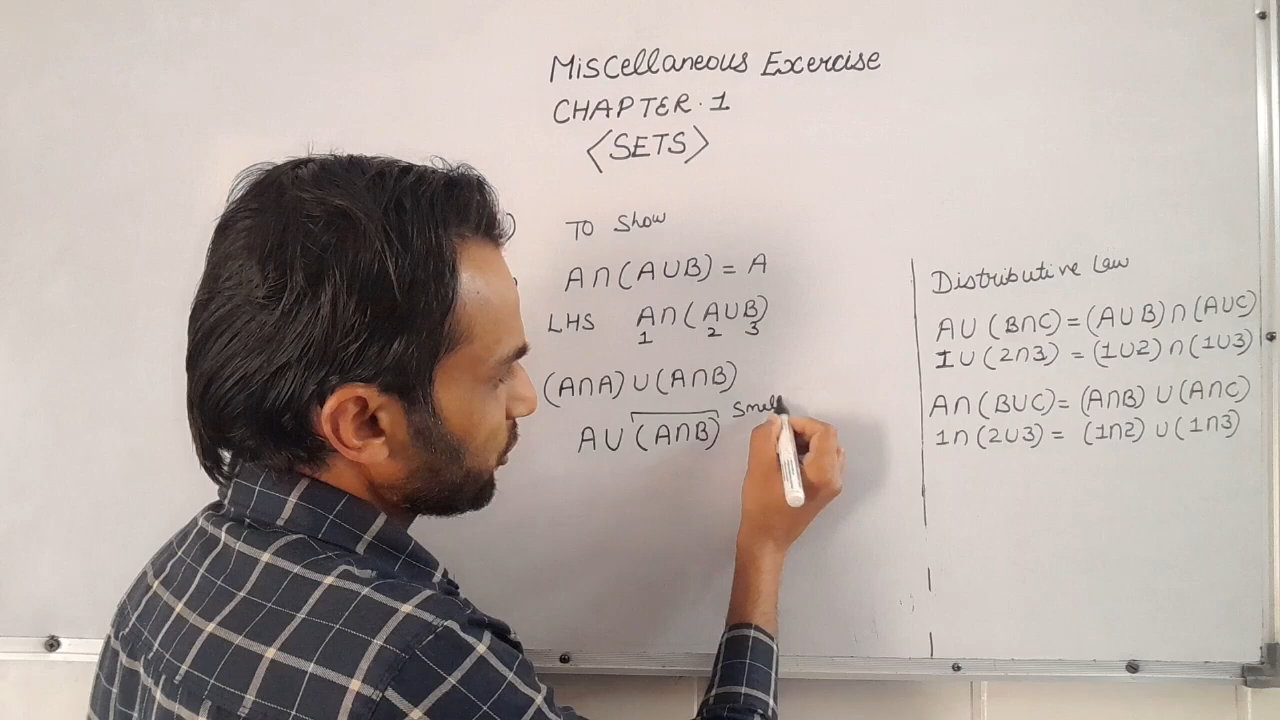 Miscellaneous Exercise
CHAPTER. 1
〈SETS〉
)
To Show
A∩(A∪B) = A
LHS A∩(A∪B)
1 2 3
(A∩A)∪(A∩B)
A∪(A∩B) Small
Distributive Law
A∪(B∩C)=(A∪B)∩(A∪C)
1∪(2∩3) = (1∪2)∩(1∪3)
A∩(B∪C)=(A∩B)∪(A∩C)
1∩(2∪3) = (1∩2)∪(1∩3)